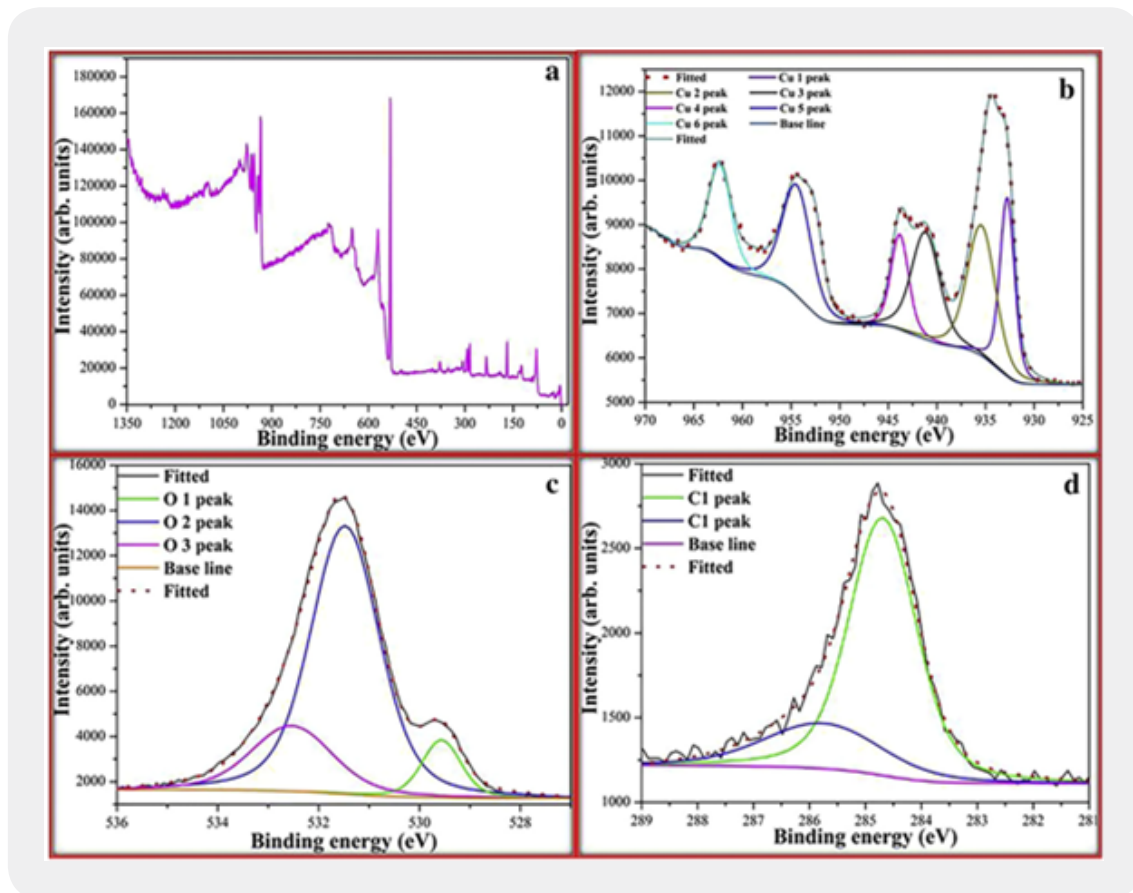 a
180000
160000
140000
120000
100000
80000
60000
40000
20000
0
1350 1200 1050 900 750 600 450 300 150 0
Binding energy (eV)
Intensity (arb. units)
b
Fitted Cu 1 peak
Cu 2 peak Cu 3 peak
Cu 4 peak Cu 5 peak
Cu 6 peak Base line
Fitted
12000
11000
10000
9000
8000
7000
6000
5000
970 965 960 955 950 945 940 935 930 925
Binding energy (eV)
Intensity (arb. units)
c
Fitted
O 1 peak
O 2 peak
O 3 peak
Base line
Fitted
16000
14000
12000
10000
8000
6000
4000
2000
536 534 532 530 528
Binding energy (eV)
Intensity (arb. units)
d
Fitted
C1 peak
C1 peak
Base line
Fitted
3000
2500
2000
1500
1000
289 288 287 286 285 284 283 282 281
Binding energy (eV)
Intensity (arb. units)